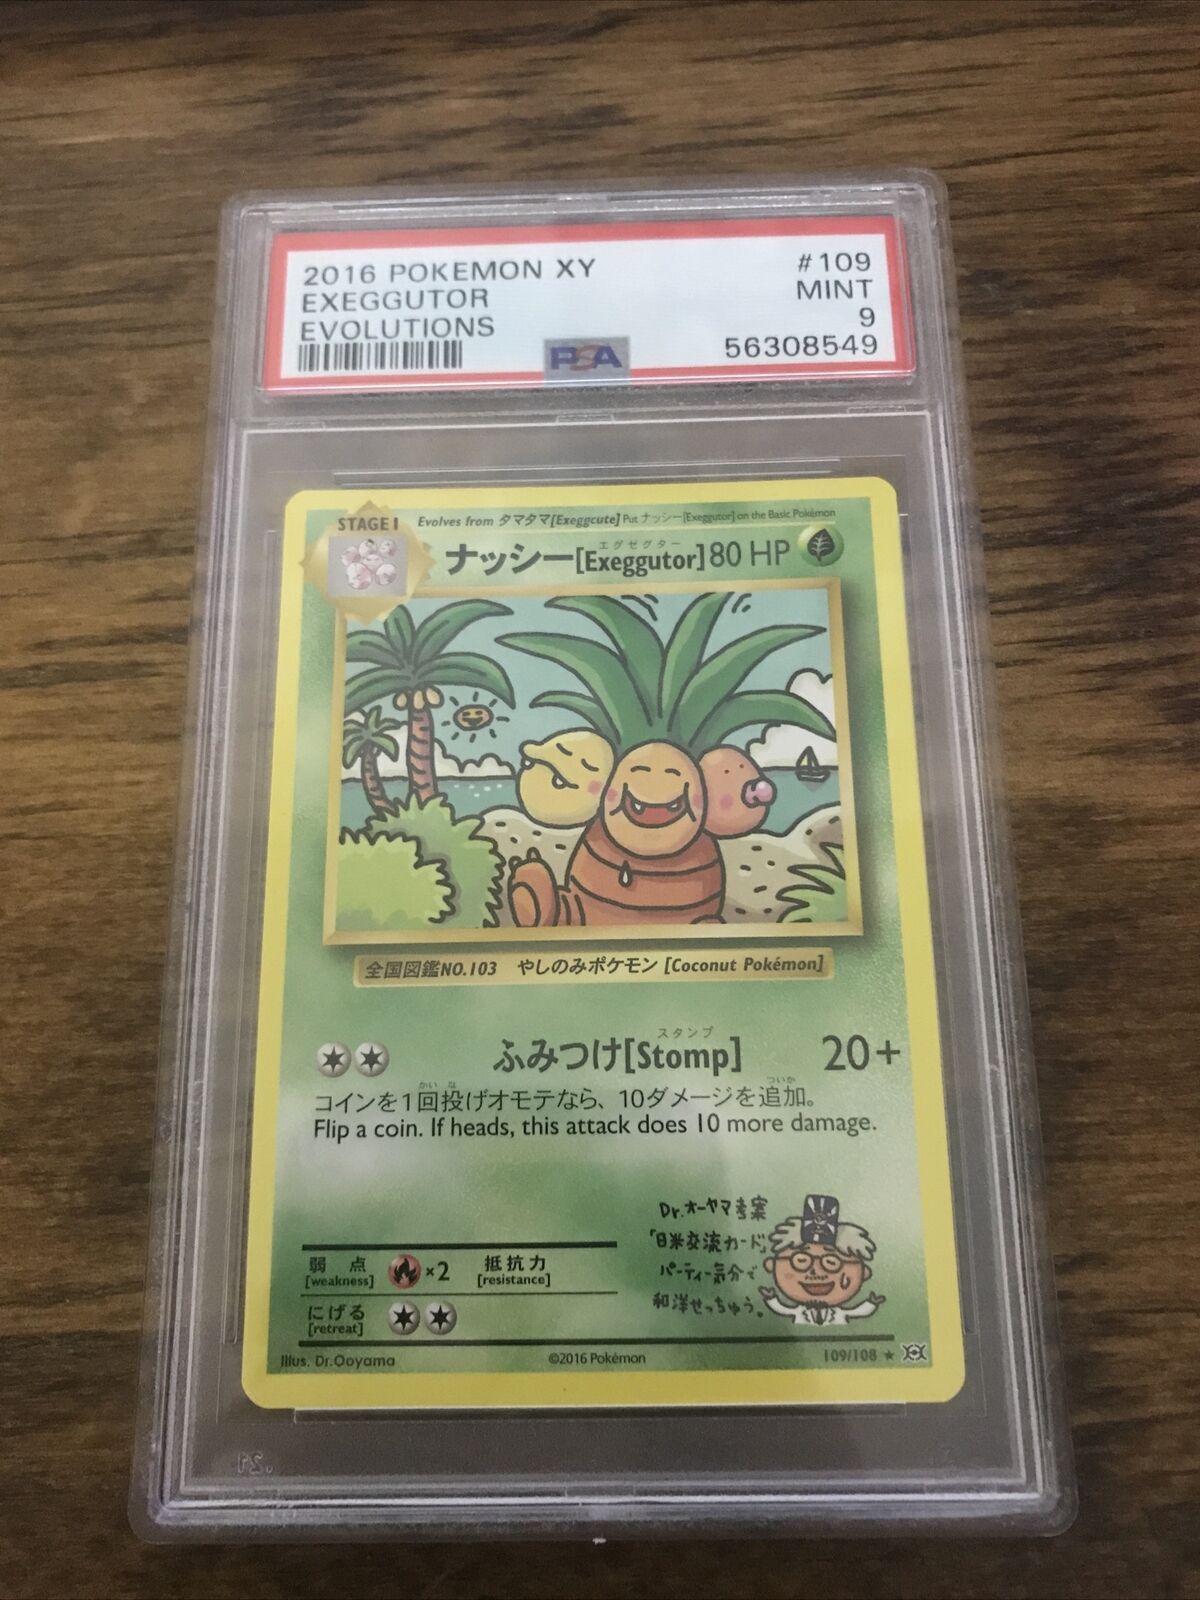 2016 POKEMON XY #109
EXEGGUTOR MINT
EVOLUTIONS 9
PSA 56308549
STAGE 1 Evolves from タマタマ[Exeggcute] Put ナッシー[Exeggutor] on the Basic Pokémon
エグゼクター
ナッシー[Exeggutor] 80 HP
全国図鑑NO.103 やしのみポケモン [Coconut Pokémon]
スタンプ
ふみつけ[Stomp] 20+
かい な ついか
コインを1回投げオモテなら、10ダメージを追加。
Flip a coin. If heads, this attack does 10 more damage.
Dr.オーヤマ考案
「日米交流カード」
パーティー気分で
和洋せっちゅう。
弱点 ×2 抵抗力
[weakness] [resistance]
にげる
[retreat]
Illus. Dr.Ooyama ©2016 Pokémon 109/108 ★